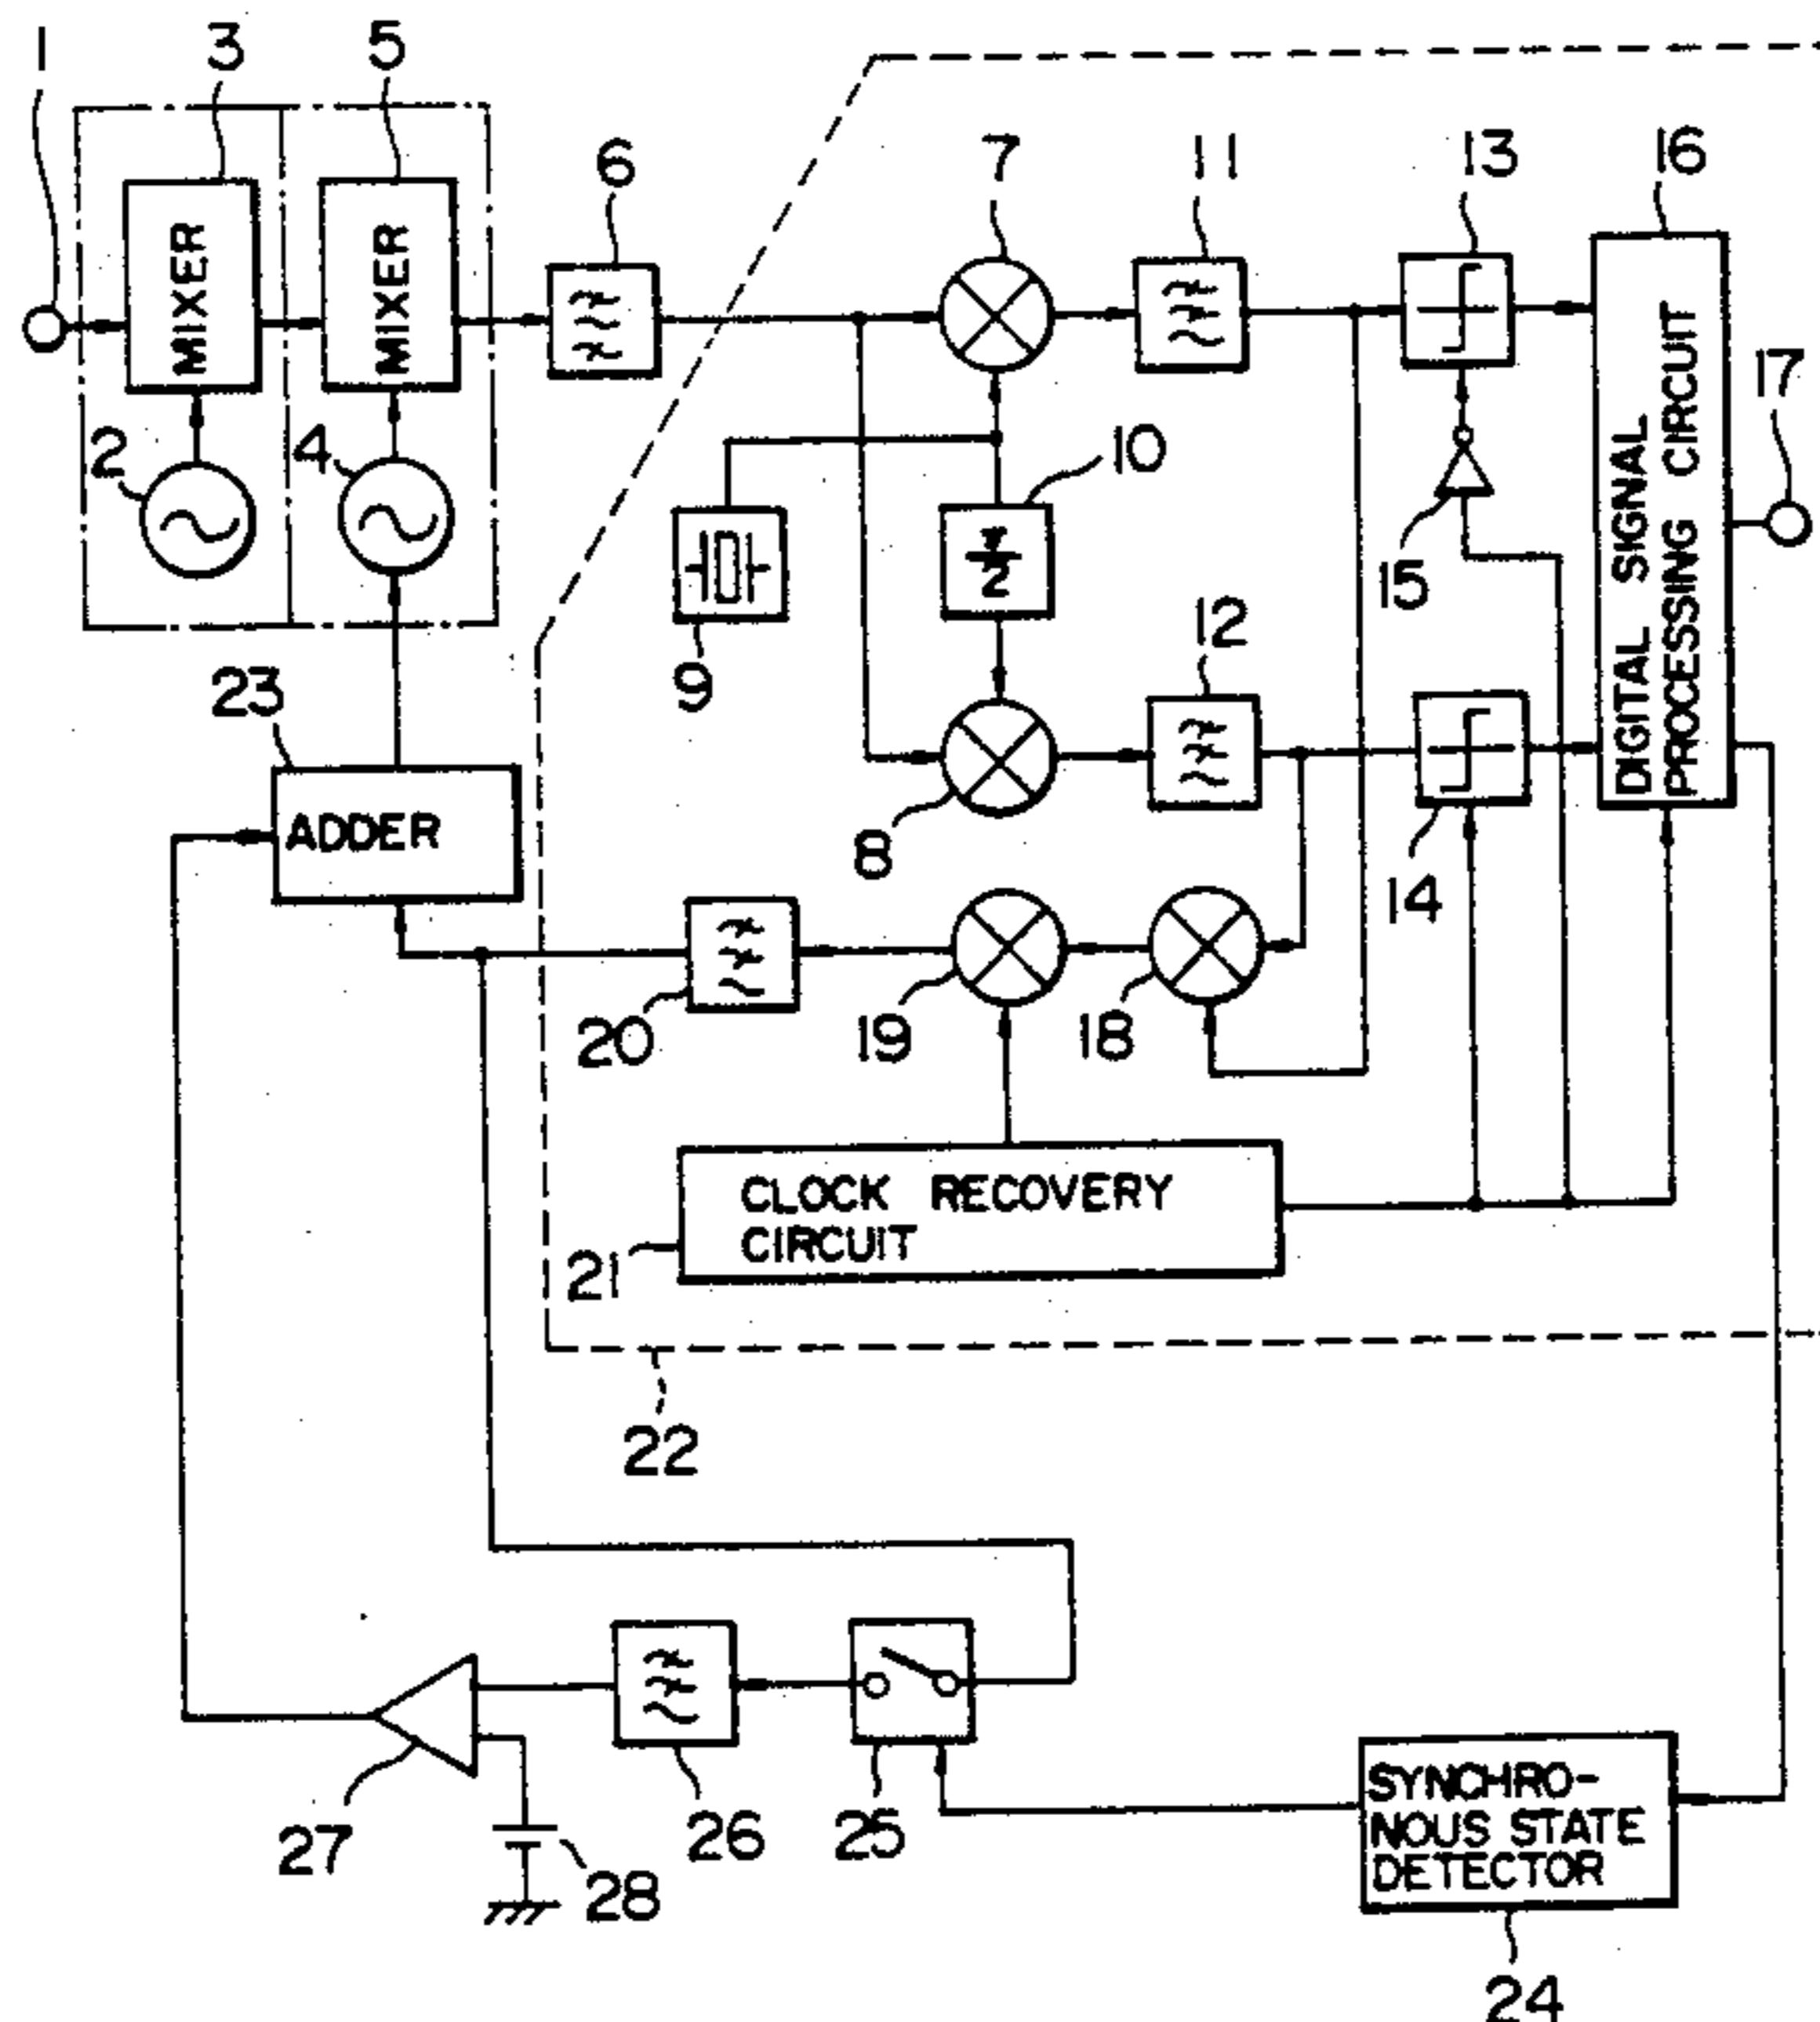 1
3
5
6
7
11
13
16
MIXER
MIXER
2
4
9
10
π/2
12
15
17
DIGITAL SIGNAL
PROCESSING CIRCUIT
23
ADDER
8
14
20
19
18
CLOCK RECOVERY
CIRCUIT
21
22
27
28
26
25
SYNCHRO-
NOUS STATE
DETECTOR
24